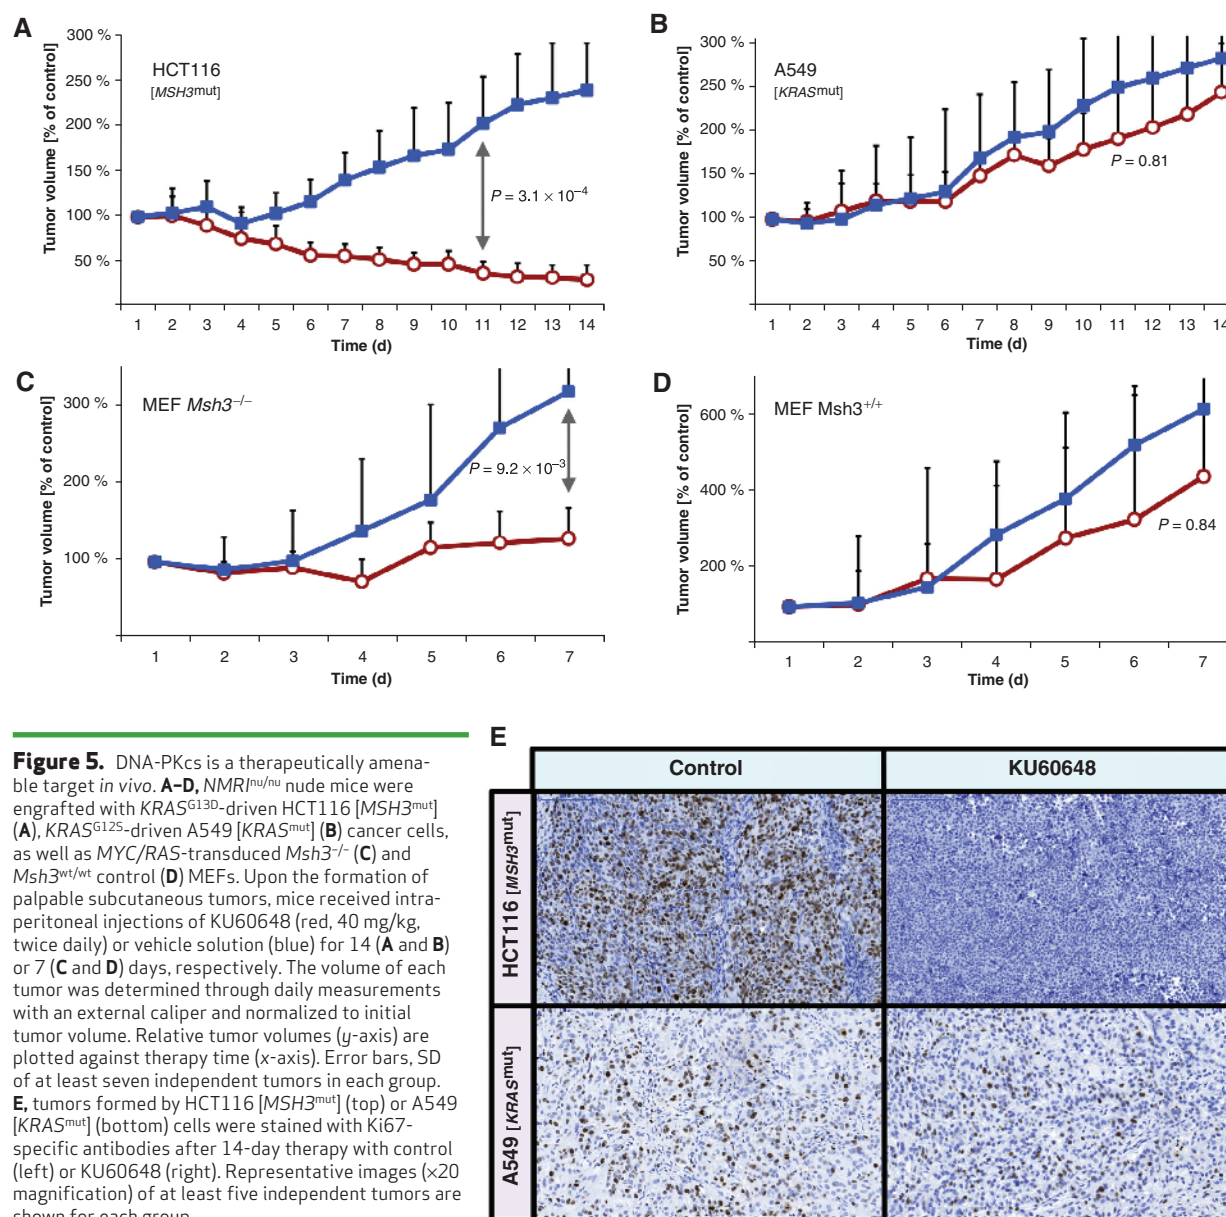 A
300 %
250 %
200 %
150 %
100 %
50 %
Tumor volume [% of control]
HCT116
[MSH3mut]
P = 3.1 × 10−4
1 2 3 4 5 6 7 8 9 10 11 12 13 14
Time (d)
B
300 %
250 %
200 %
150 %
100 %
50 %
Tumor volume [% of control]
A549
[KRASmut]
P = 0.81
1 2 3 4 5 6 7 8 9 10 11 12 13 14
Time (d)
C
300 %
200 %
100 %
Tumor volume [% of control]
MEF Msh3−/−
P = 9.2 × 10−3
1 2 3 4 5 6 7
Time (d)
D
600 %
400 %
200 %
Tumor volume [% of control]
MEF Msh3+/+
P = 0.84
1 2 3 4 5 6 7
Time (d)
Figure 5. DNA-PKcs is a therapeutically amena-
ble target in vivo. A–D, NMRInu/nu nude mice were
engrafted with KRASG13D-driven HCT116 [MSH3mut]
(A), KRASG12S-driven A549 [KRASmut] (B) cancer cells,
as well as MYC/RAS-transduced Msh3−/− (C) and
Msh3wt/wt control (D) MEFs. Upon the formation of
palpable subcutaneous tumors, mice received intra-
peritoneal injections of KU60648 (red, 40 mg/kg,
twice daily) or vehicle solution (blue) for 14 (A and B)
or 7 (C and D) days, respectively. The volume of each
tumor was determined through daily measurements
with an external caliper and normalized to initial
tumor volume. Relative tumor volumes (y-axis) are
plotted against therapy time (x-axis). Error bars, SD
of at least seven independent tumors in each group.
E, tumors formed by HCT116 [MSH3mut] (top) or A549
[KRASmut] (bottom) cells were stained with Ki67-
specific antibodies after 14-day therapy with control
(left) or KU60648 (right). Representative images (×20
magnification) of at least five independent tumors are
shown for each group
E
Control
KU60648
HCT116 [MSH3mut]
A549 [KRASmut]